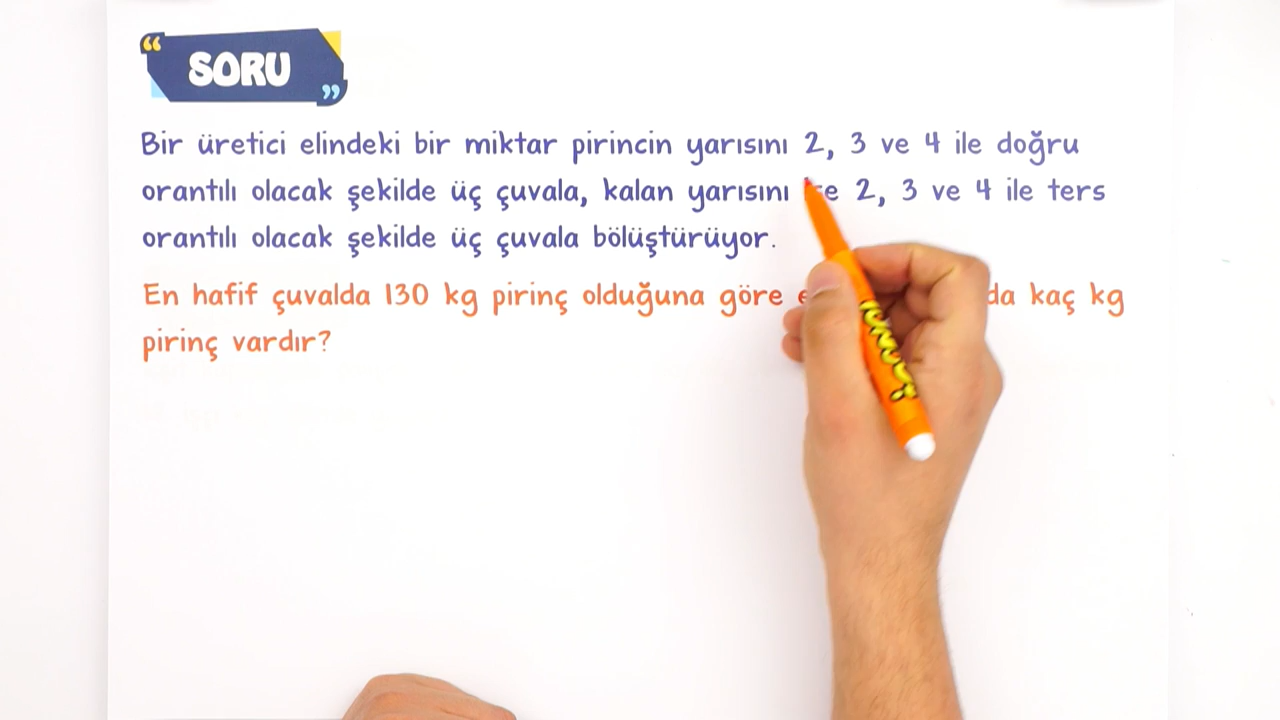 SORU
Bir üretici elindeki bir miktar pirincin yarısını 2, 3 ve 4 ile doğru
orantılı olacak şekilde üç çuvala, kalan yarısını 2, 3 ve 4 ile ters
orantılı olacak şekilde üç çuvala bölüştürüyor.
En hafif çuvalda 130 kg pirinç olduğuna göre kaç kg
pirinç vardır?